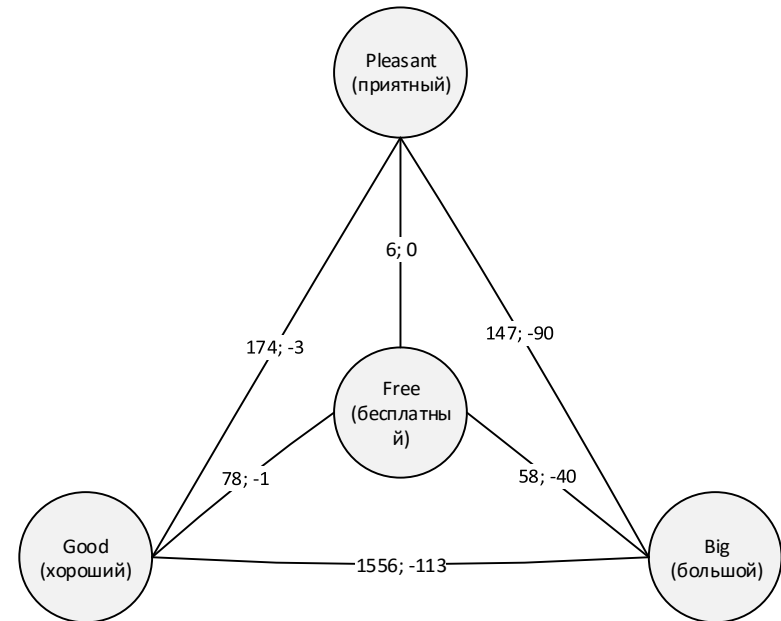 Pleasant
(приятный)
6; 0
174; -3
147; -90
Free
(бесплатны
й)
78; -1
58; -40
Good
(хороший)
Big
(большой)
1556; -113